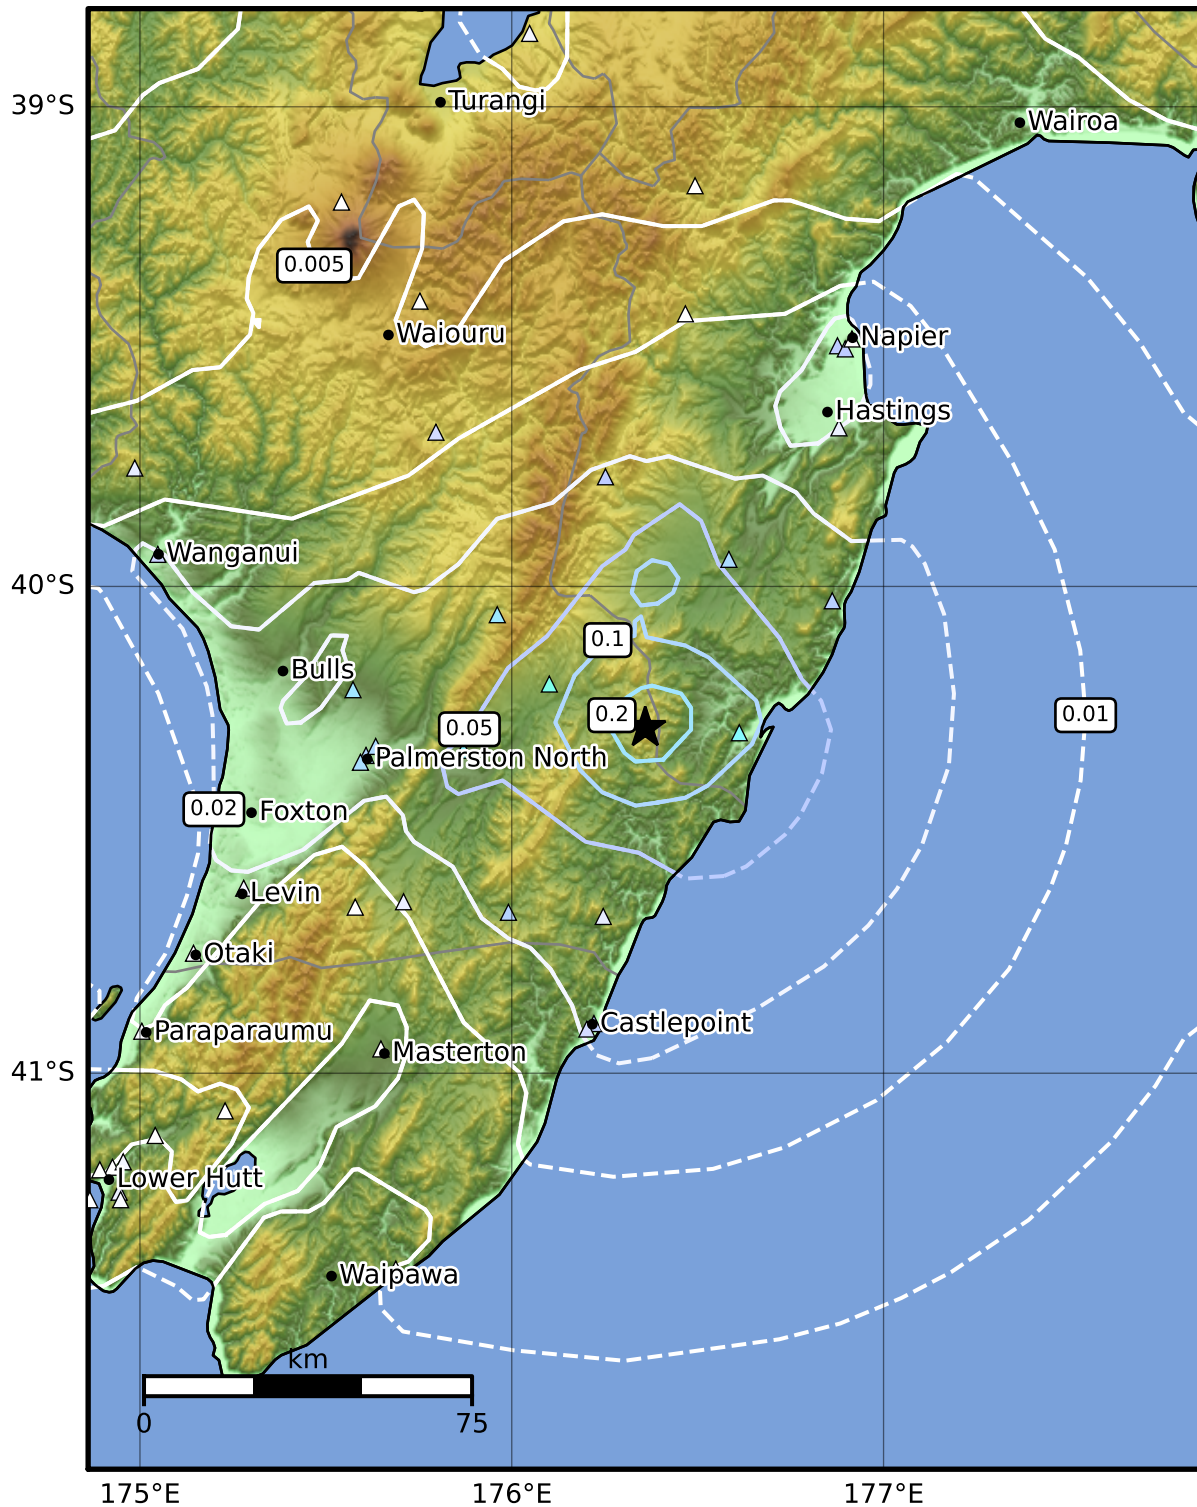 39°S
Turangi
Wairoa
0.005
Waiouru
Napier
Hastings
Wanganui
40°S
0.1
Bulls
0.2
0.05
0.01
Palmerston North
0.02
Foxton
Levin
Otaki
Castlepoint
Paraparaumu
Masterton
41°S
Lower Hutt
Waipawa
km
0 75
175°E 176°E 177°E